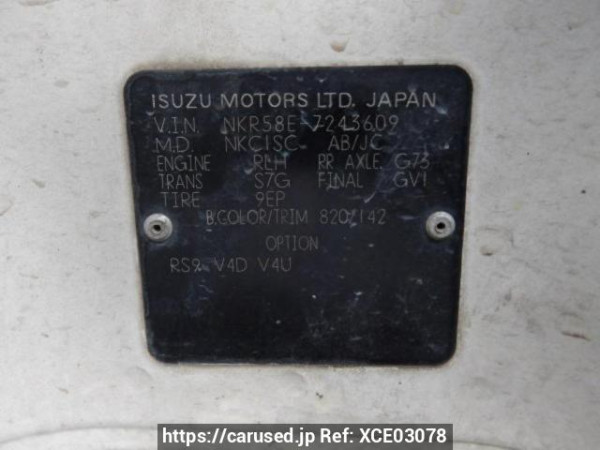 ISUZU MOTORS LTD. JAPAN
V.I.N. NKR58E-7243609
M.D. NKC1SC- AB/JC
ENGINE RLH RR AXLE G73
TRANS S7G FINAL GV1
TIRE 9EP
B.COLOR/TRIM 820/142
OPTION
RS9 V4D V4U
https://carused.jp Ref: XCE03078